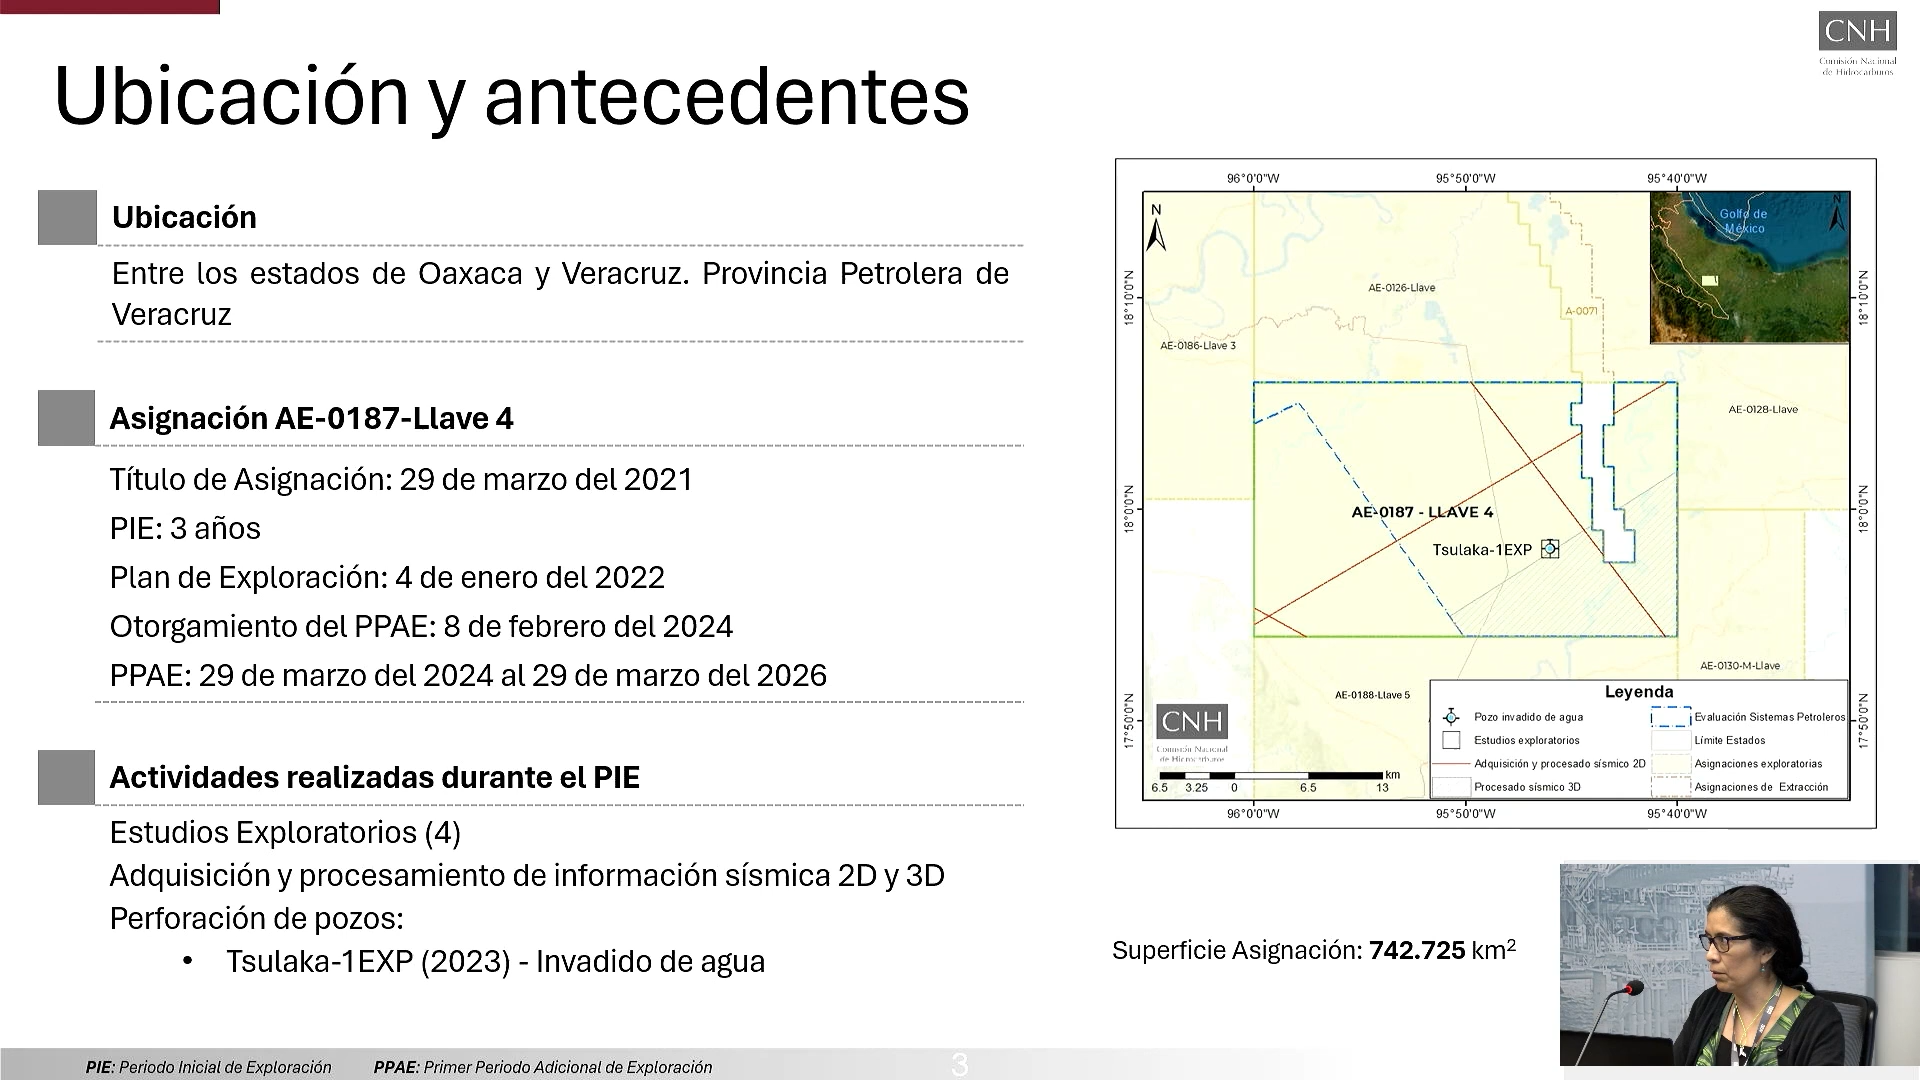 CNH
Comisión Nacional
de Hidrocarburos
Ubicación y antecedentes
Ubicación
Entre los estados de Oaxaca y Veracruz. Provincia Petrolera de
Veracruz
Asignación AE-0187-Llave 4
Título de Asignación: 29 de marzo del 2021
PIE: 3 años
Plan de Exploración: 4 de enero del 2022
Otorgamiento del PPAE: 8 de febrero del 2024
PPAE: 29 de marzo del 2024 al 29 de marzo del 2026
Actividades realizadas durante el PIE
Estudios Exploratorios (4)
Adquisición y procesamiento de información sísmica 2D y 3D
Perforación de pozos:
• Tsulaka-1EXP (2023) - Invadido de agua
96°0'0"W 95°50'0"W 95°40'0"W
N
Golfo de
México
N
18°10'0"N
18°10'0"N
AE-0126-Llave
A-0071
AE-0186-Llave 3
AE-0128-Llave
18°0'0"N
18°0'0"N
AE-0187 - LLAVE 4
Tsulaka-1EXP
AE-0130-M-Llave
AE-0188-Llave 5
17°50'0"N
17°50'0"N
Leyenda
Pozo invadido de agua
Estudios exploratorios
Adquisición y procesado sísmico 2D
Procesado sísmico 3D
Evaluación Sistemas Petroleros
Límite Estados
Asignaciones exploratorias
Asignaciones de Extracción
CNH
Comisión Nacional
de Hidrocarburos
km
6.5 3.25 0 6.5 13
96°0'0"W 95°50'0"W 95°40'0"W
Superficie Asignación: 742.725 km²
PIE: Periodo Inicial de Exploración PPAE: Primer Periodo Adicional de Exploración
3